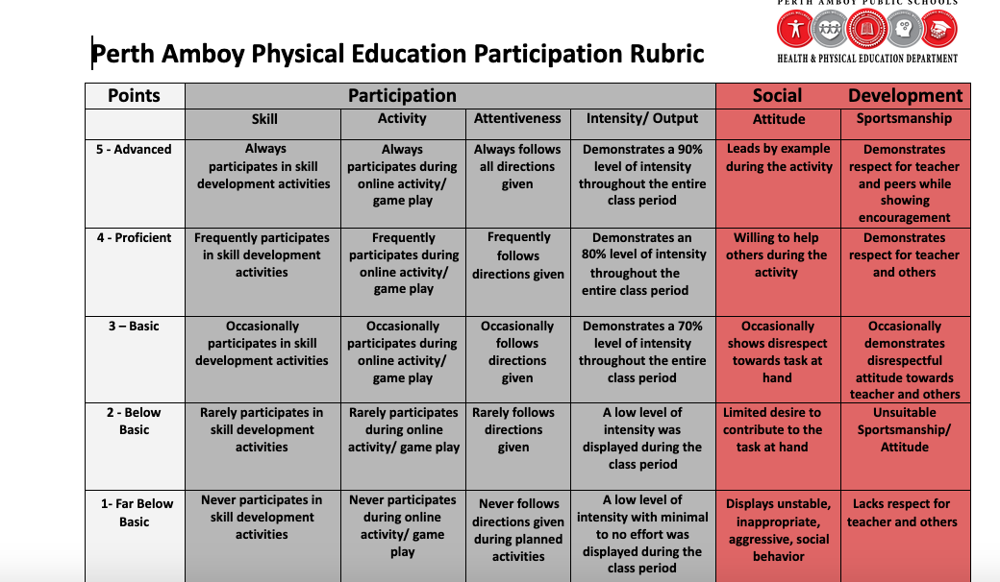 PERTH AMBOY PUBLIC SCHOOLS
HEALTH & PHYSICAL EDUCATION DEPARTMENT
Perth Amboy Physical Education Participation Rubric
Points
Participation
Social
Development
Skill
Activity
Attentiveness
Intensity/ Output
Attitude
Sportsmanship
5 - Advanced
Always
participates in skill
development activities
Always
participates during
online activity/
game play
Always follows
all directions
given
Demonstrates a 90%
level of intensity
throughout the entire
class period
Leads by example
during the activity
Demonstrates
respect for teacher
and peers while
showing
encouragement
4 - Proficient
Frequently participates
in skill development
activities
Frequently
participates during
online activity/
game play
Frequently
follows
directions given
Demonstrates an
80% level of intensity
throughout the
entire class period
Willing to help
others during the
activity
Demonstrates
respect for teacher
and others
3 – Basic
Occasionally
participates in skill
development activities
Occasionally
participates during
online activity/
game play
Occasionally
follows
directions
given
Demonstrates a 70%
level of intensity
throughout the entire
class period
Occasionally
shows disrespect
towards task at
hand
Occasionally
demonstrates
disrespectful
attitude towards
teacher and others
2 - Below
Basic
Rarely participates in
skill development
activities
Rarely participates
during online
activity/ game play
Rarely follows
directions
given
A low level of
intensity was
displayed during the
class period
Limited desire to
contribute to the
task at hand
Unsuitable
Sportsmanship/
Attitude
1- Far Below
Basic
Never participates in
skill development
activities
Never participates
during online
activity/ game
play
Never follows
directions given
during planned
activities
A low level of
intensity with minimal
to no effort was
displayed during the
class period
Displays unstable,
inappropriate,
aggressive, social
behavior
Lacks respect for
teacher and others